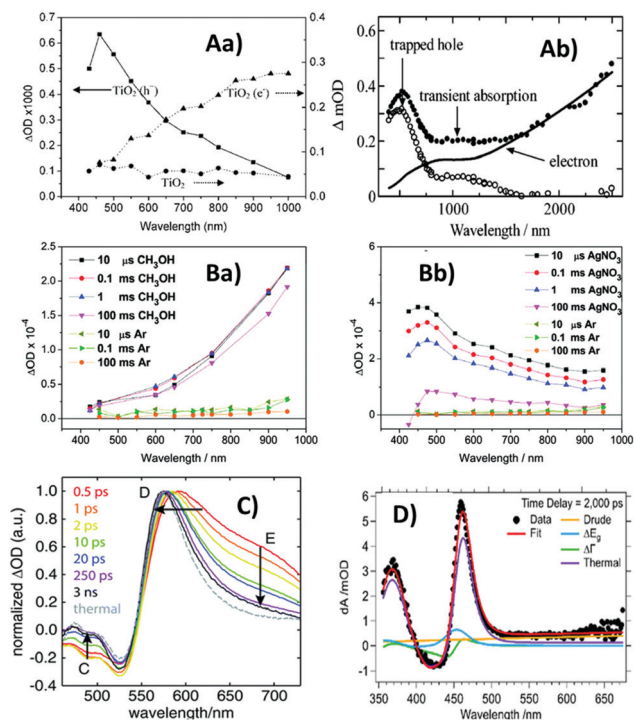 Aa)
0.7
0.6
0.5
0.4
0.3
0.2
0.1
0.0
ΔOD x1000
0.4
0.3
0.2
0.1
0.0
ΔOD x1000
TiO2 (h-)
TiO2 (e-)
TiO2
400 500 600 700 800 900 1000
Wavelength (nm)
Ab)
0.6
0.4
0.2
0.0
Δ mOD
trapped hole
transient absorption
electron
1000 2000
Wavelength / nm
Ba)
2.5
2.0
1.5
1.0
0.5
0.0
ΔOD x 10-4
10 μs CH3OH
0.1 ms CH3OH
1 ms CH3OH
100 ms CH3OH
10 μs Ar
0.1 ms Ar
100 ms Ar
400 500 600 700 800 900 1000
Wavelength / nm
Bb)
6
4
2
0
ΔOD x 10-4
10 μs AgNO3
0.1 ms AgNO3
1 ms AgNO3
100 ms AgNO3
10 μs Ar
0.1 ms Ar
100 ms Ar
300 400 500 600 700 800 900 1000
Wavelength / nm
C)
1.0
0.8
0.6
0.4
0.2
0.0
-0.2
-0.4
normalized ΔOD (a.u.)
0.5 ps
1 ps
2 ps
10 ps
20 ps
250 ps
3 ns
thermal
D
E
C
500 550 600 650 700
wavelength/nm
D)
6
5
4
3
2
1
0
-1
dA /mOD
Time Delay = 2,000 ps
Data
Fit
Drude
ΔEg
ΔΓ
Thermal
350 400 450 500 550 600 650
Wavelength /nm